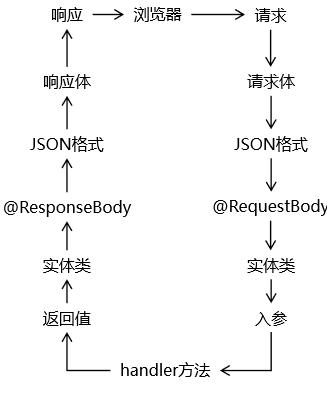 响应 浏览器 请求
响应体 请求体
JSON格式 JSON格式
@ResponseBody @RequestBody
实体类 实体类
返回值 入参
handler方法